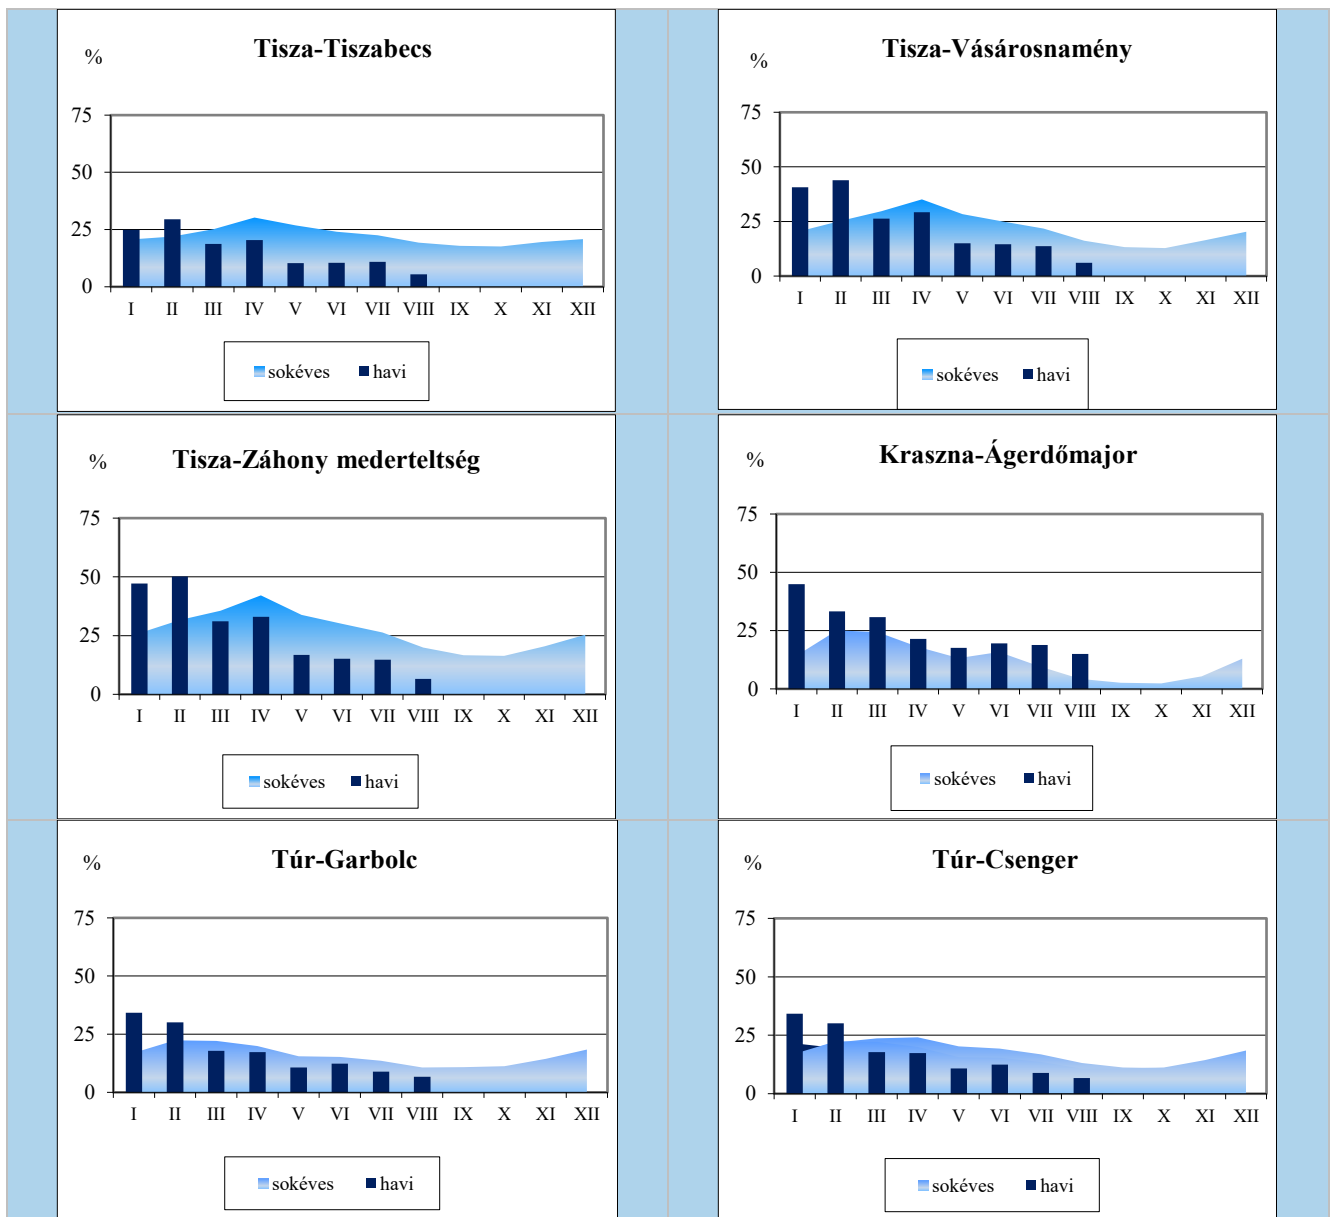 Tisza-Tiszabecs
%
75
50
25
0
I II III IV V VI VII VIII IX X XI XII
sokéves havi
Tisza-Vásárosnamény
%
75
50
25
0
I II III IV V VI VII VIII IX X XI XII
sokéves havi
Tisza-Záhony mederteltség
%
75
50
25
0
I II III IV V VI VII VIII IX X XI XII
sokéves havi
Kraszna-Ágerdőmajor
%
75
50
25
0
I II III IV V VI VII VIII IX X XI XII
sokéves havi
Túr-Garbolc
%
75
50
25
0
I II III IV V VI VII VIII IX X XI XII
sokéves havi
Túr-Csenger
%
75
50
25
0
I II III IV V VI VII VIII IX X XI XII
sokéves havi